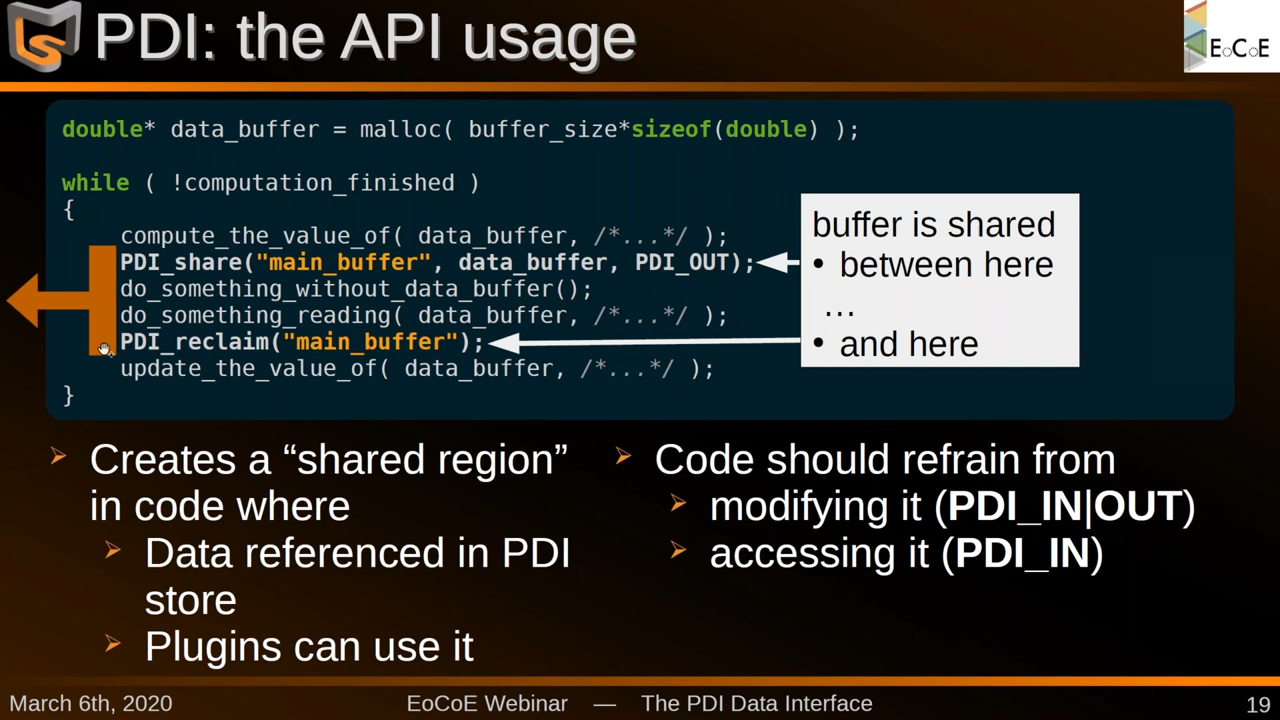 PDI: the API usage
EoCoE
double* data_buffer = malloc( buffer_size*sizeof(double) );
while ( !computation_finished )
{
compute_the_value_of( data_buffer, /*...*/ );
PDI_share("main_buffer", data_buffer, PDI_OUT);
do_something_without_data_buffer();
do_something_reading( data_buffer, /*...*/ );
PDI_reclaim("main_buffer");
update_the_value_of( data_buffer, /*...*/ );
}
buffer is shared
• between here
…
• and here
➢ Creates a “shared region”
in code where
➢ Data referenced in PDI
store
➢ Plugins can use it
➢ Code should refrain from
➢ modifying it (PDI_IN|OUT)
➢ accessing it (PDI_IN)
March 6th, 2020
EoCoE Webinar — The PDI Data Interface
19